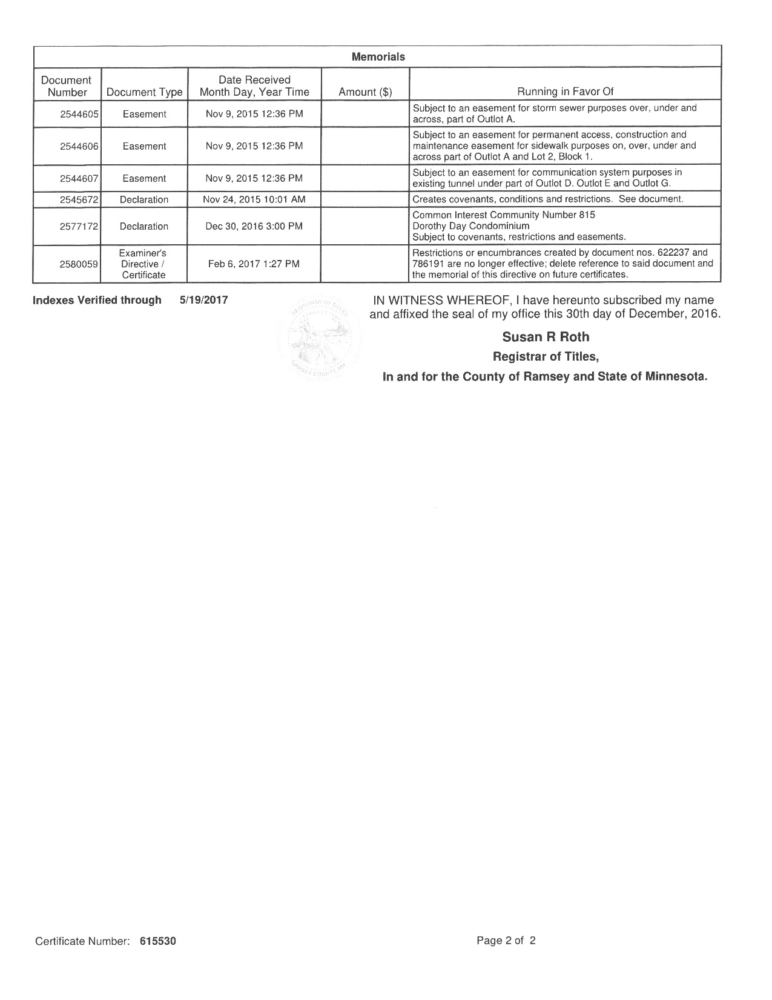 Memorials
Document
Number
Document Type
Date Received
Month Day, Year Time
Amount ($)
Running in Favor Of
2544605 Easement Nov 9, 2015 12:36 PM
Subject to an easement for storm sewer purposes over, under and
across, part of Outlot A.
2544606 Easement Nov 9, 2015 12:36 PM
Subject to an easement for permanent access, construction and
maintenance easement for sidewalk purposes on, over, under and
across part of Outlot A and Lot 2, Block 1.
2544607 Easement Nov 9, 2015 12:36 PM
Subject to an easement for communication system purposes in
existing tunnel under part of Outlot D. Outlot E and Outlot G.
2545672 Declaration Nov 24, 2015 10:01 AM Creates covenants, conditions and restrictions. See document.
2577172 Declaration Dec 30, 2016 3:00 PM
Common Interest Community Number 815
Dorothy Day Condominium
Subject to covenants, restrictions and easements.
2580059
Examiner's
Directive /
Certificate
Feb 6, 2017 1:27 PM
Restrictions or encumbrances created by document nos. 622237 and
786191 are no longer effective; delete reference to said document and
the memorial of this directive on future certificates.
Indexes Verified through 5/19/2017
IN WITNESS WHEREOF, I have hereunto subscribed my name
and affixed the seal of my office this 30th day of December, 2016.
Susan R Roth
Registrar of Titles,
In and for the County of Ramsey and State of Minnesota.
Certificate Number: 615530
Page 2 of 2